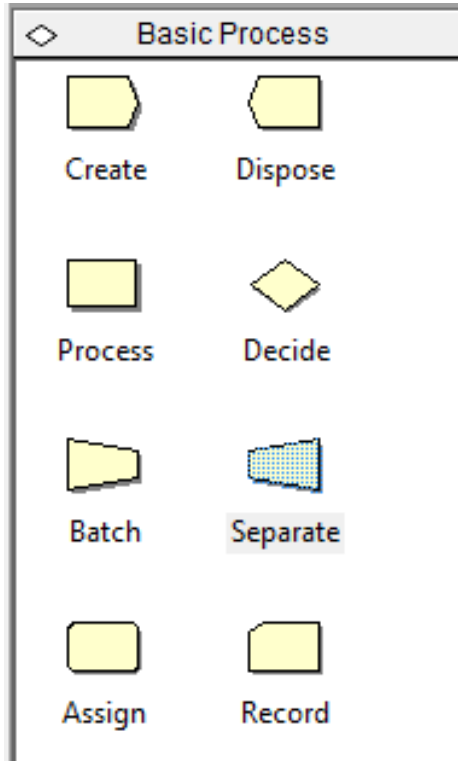 Basic Process
Create Dispose
Process Decide
Batch Separate
Assign Record